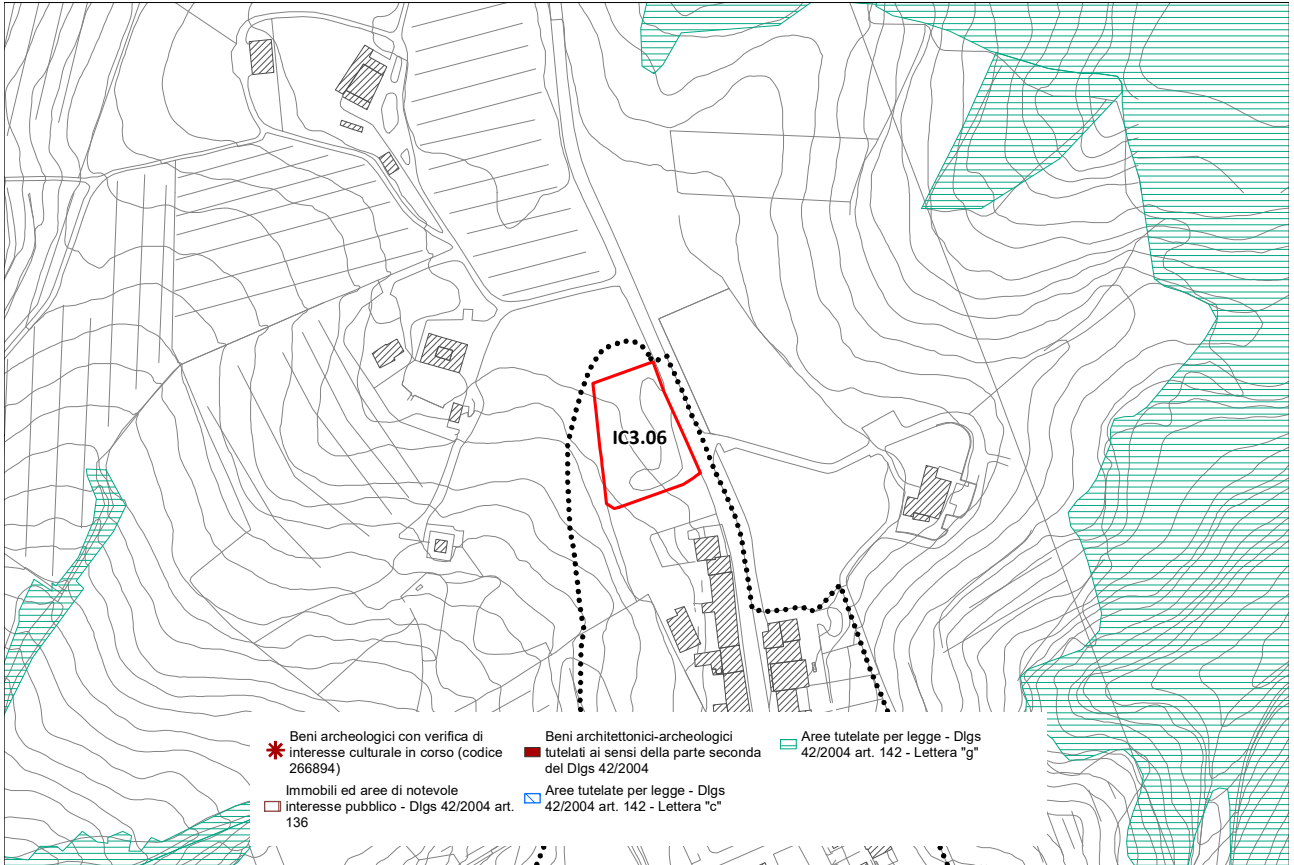 IC3.06
Beni archeologici con verifica di
interesse culturale in corso (codice
266894)
Immobili ed aree di notevole
interesse pubblico - Dlgs 42/2004 art.
136
Beni architettonici-archeologici
tutelati ai sensi della parte seconda
del Dlgs 42/2004
Aree tutelate per legge - Dlgs
42/2004 art. 142 - Lettera "c"
Aree tutelate per legge - Dlgs
42/2004 art. 142 - Lettera "g"